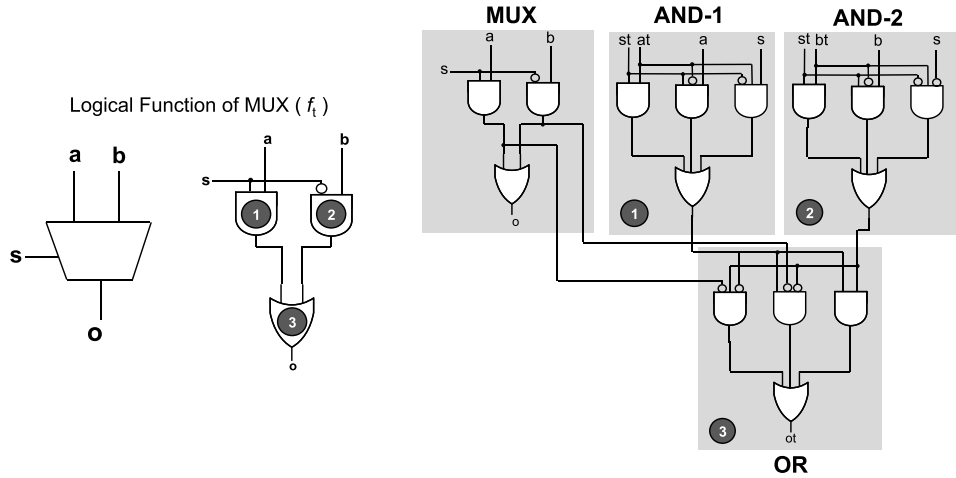 MUX AND-1 AND-2
a b st at a s st bt b s
s
Logical Function of MUX ( ft )
a b
a b
s
s
1 2
1 2
o
3
o
o
3
ot
OR